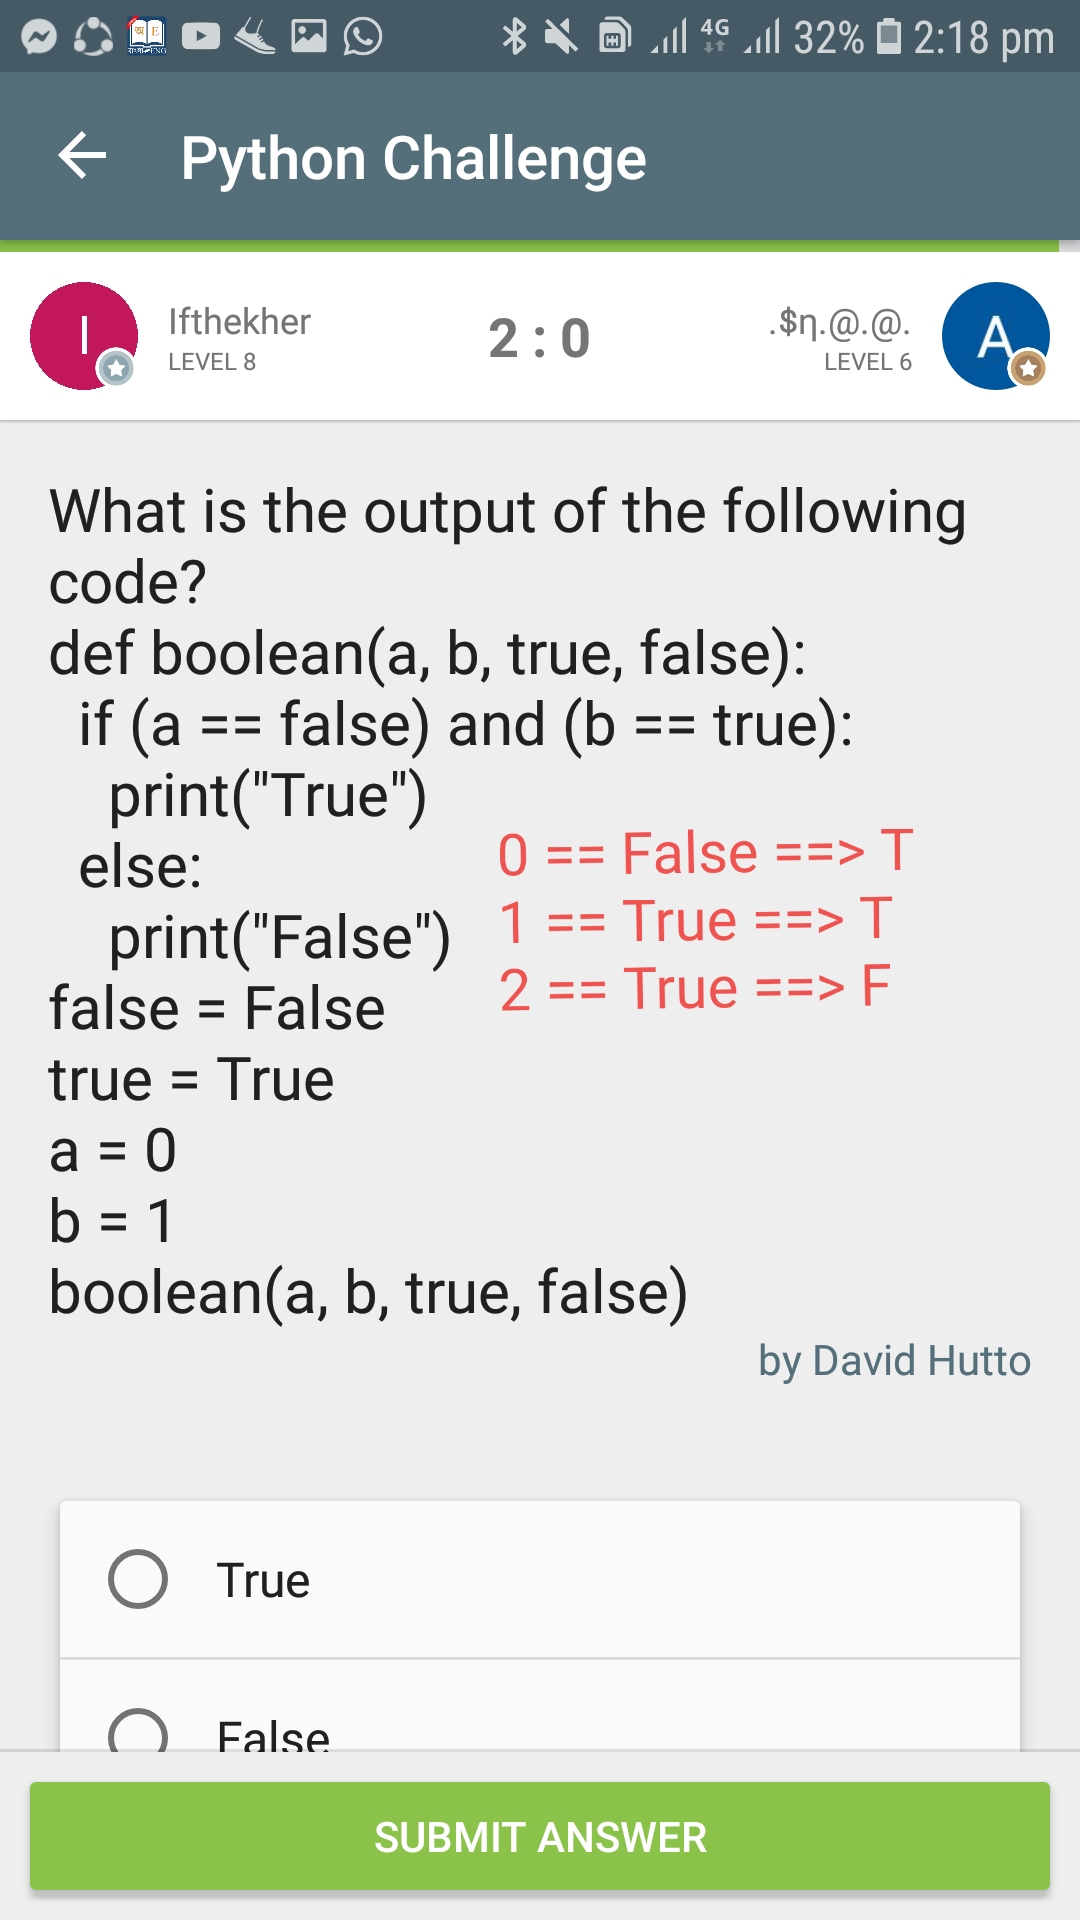 4G 32% 2:18 pm
Python Challenge
I Ifthekher 2 : 0 .$η.@.@. A
LEVEL 8 LEVEL 6
What is the output of the following
code?
def boolean(a, b, true, false):
if (a == false) and (b == true):
print("True")
0 == False ==> T
else:
1 == True ==> T
print("False")
2 == True ==> F
false = False
true = True
a = 0
b = 1
boolean(a, b, true, false)
by David Hutto
True
False
SUBMIT ANSWER